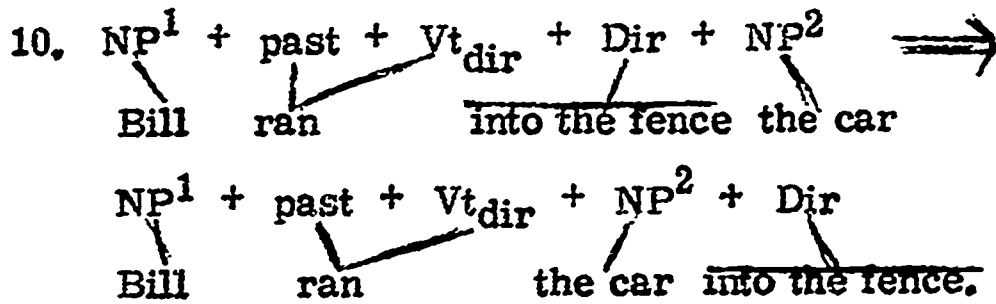 10. NP¹ + past + Vt_dir + Dir + NP² ⟹
Bill ran into the fence the car
NP¹ + past + Vt_dir + NP² + Dir
Bill ran the car into the fence.